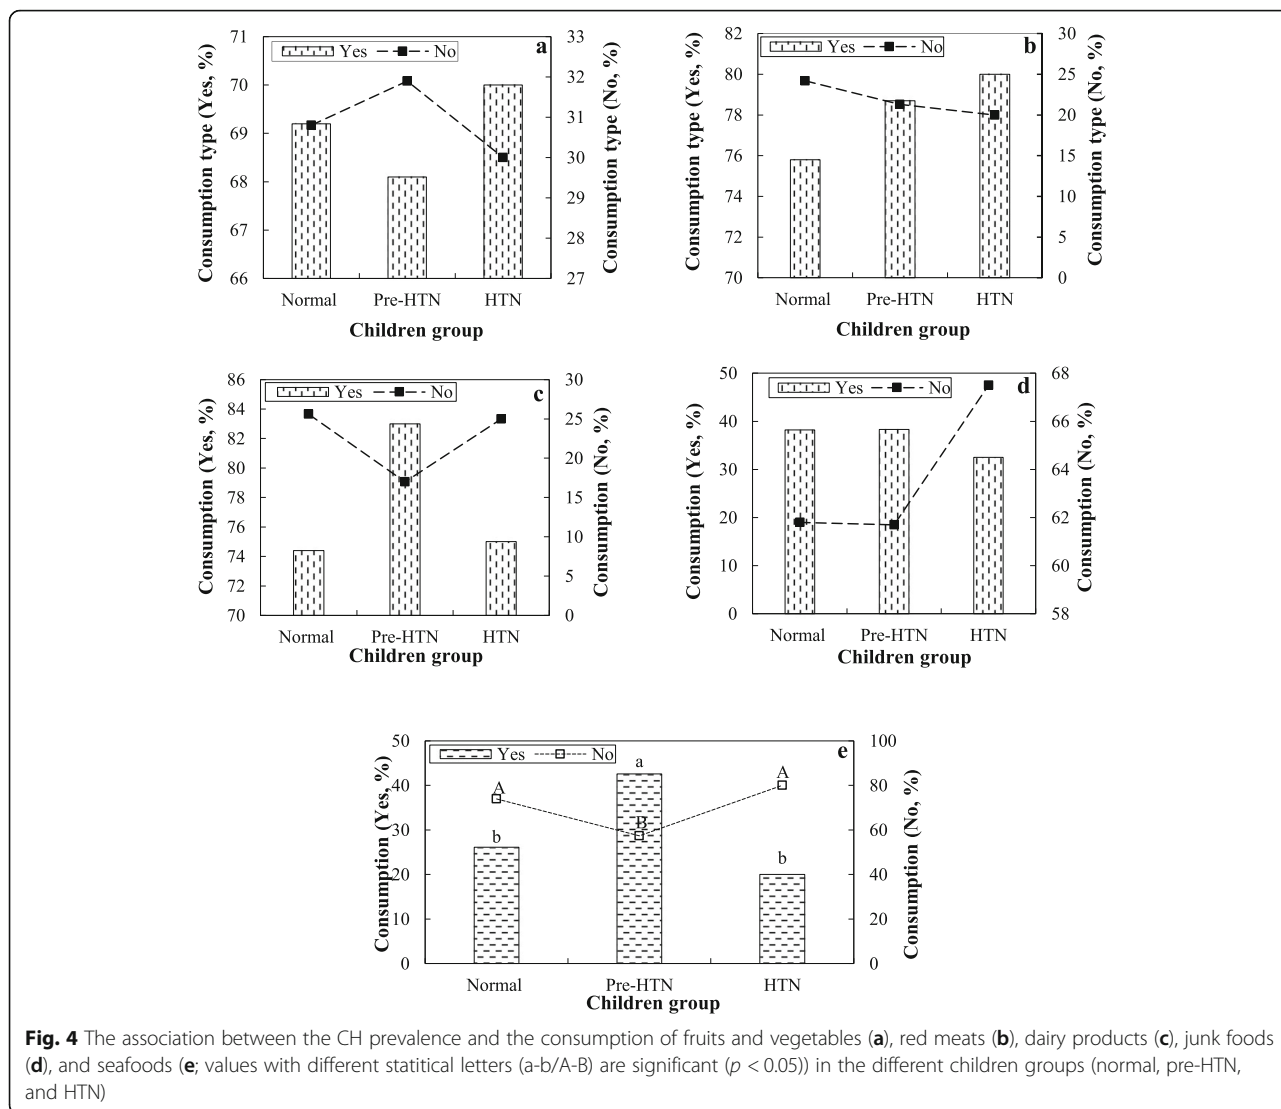 Yes No a
71
70
69
68
67
66
Consumption type (Yes, %)
33
32
31
30
29
28
27
Consumption type (No, %)
Normal Pre-HTN HTN
Children group
Yes No b
82
80
78
76
74
72
70
Consumption type (Yes, %)
30
25
20
15
10
5
0
Consumption type (No, %)
Normal Pre-HTN HTN
Children group
Yes No c
86
84
82
80
78
76
74
72
70
Consumption (Yes, %)
30
25
20
15
10
5
0
Consumption (No, %)
Normal Pre-HTN HTN
Children group
Yes No d
50
40
30
20
10
0
Consumption (Yes, %)
68
66
64
62
60
58
Consumption (No, %)
Normal Pre-HTN HTN
Children group
Yes No e
50
40
30
20
10
0
Consumption (Yes, %)
A B A
b a b
100
80
60
40
20
0
Consumption (No, %)
Normal Pre-HTN HTN
Children group
Fig. 4 The association between the CH prevalence and the consumption of fruits and vegetables (a), red meats (b), dairy products (c), junk foods
(d), and seafoods (e; values with different statitical letters (a-b/A-B) are significant (p < 0.05)) in the different children groups (normal, pre-HTN,
and HTN)